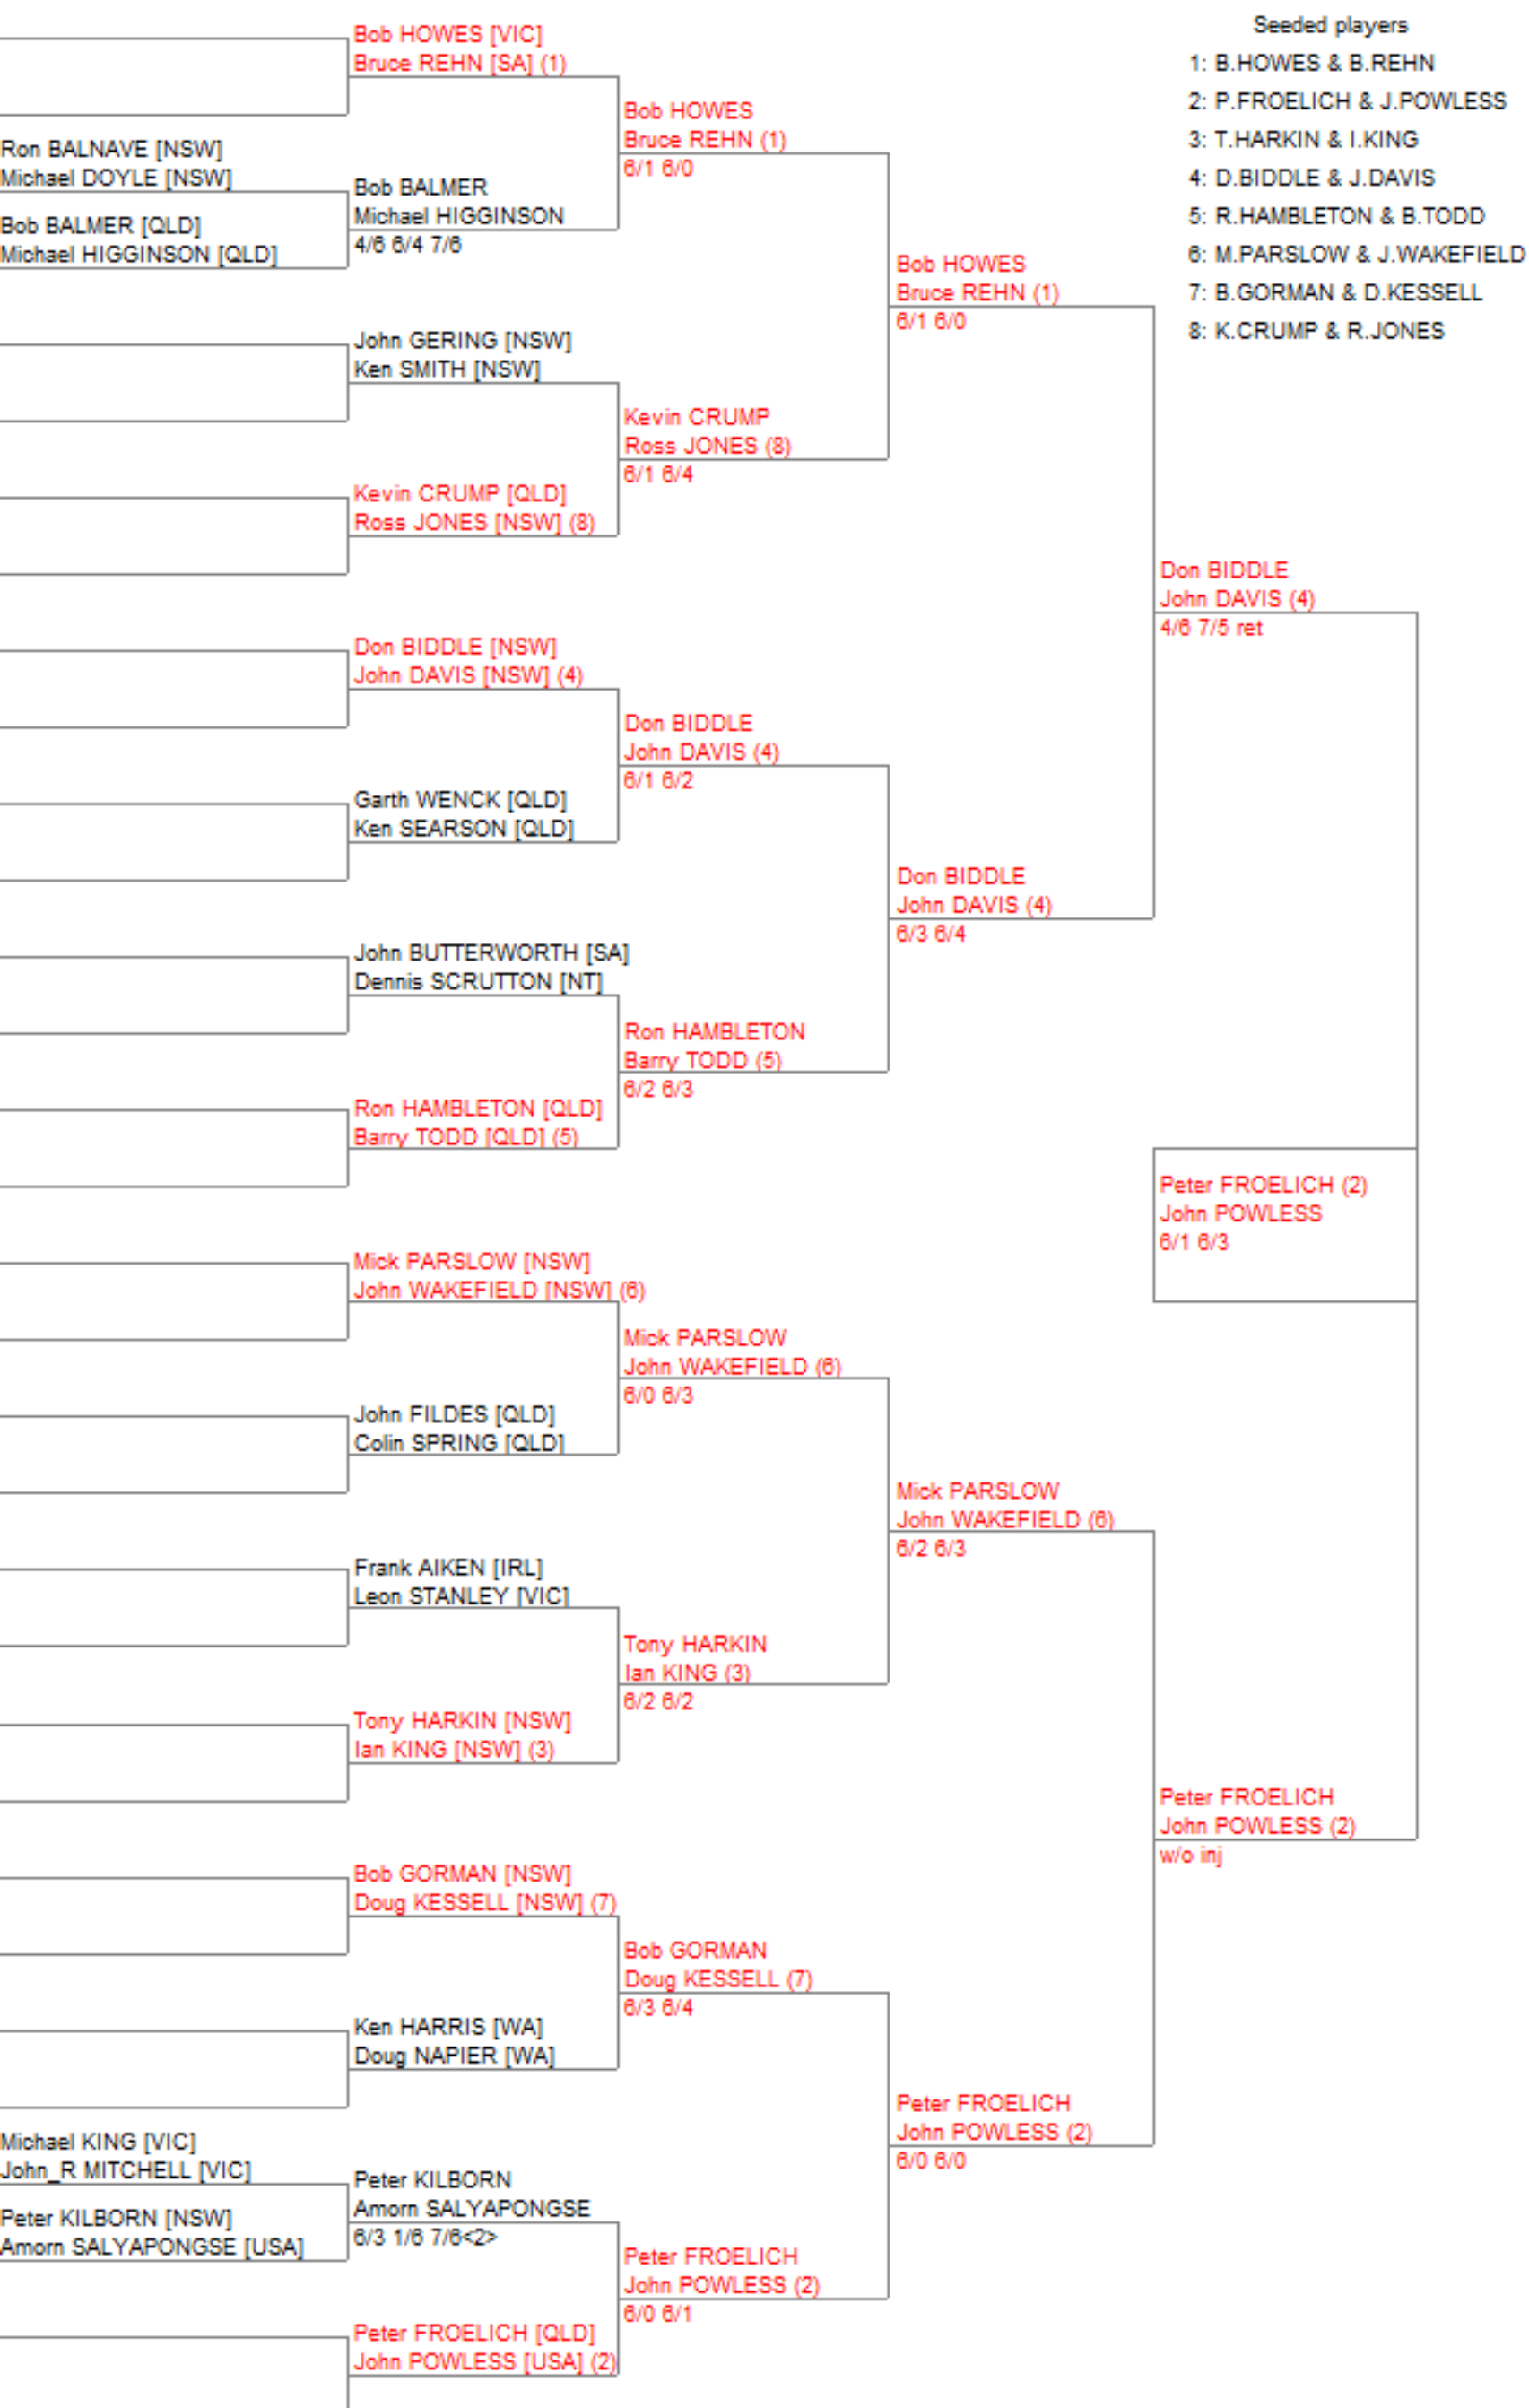 Seeded players
1: B.HOWES & B.REHN
2: P.FROELICH & J.POWLESS
3: T.HARKIN & I.KING
4: D.BIDDLE & J.DAVIS
5: R.HAMBLETON & B.TODD
6: M.PARSLOW & J.WAKEFIELD
7: B.GORMAN & D.KESSELL
8: K.CRUMP & R.JONES
Ron BALNAVE [NSW]
Michael DOYLE [NSW]
Bob BALMER [QLD]
Michael HIGGINSON [QLD]
Michael KING [VIC]
John_R MITCHELL [VIC]
Peter KILBORN [NSW]
Amorn SALYAPONGSE [USA]
Bob HOWES [VIC]
Bruce REHN [SA] (1)
Bob BALMER
Michael HIGGINSON
4/6 6/4 7/6
John GERING [NSW]
Ken SMITH [NSW]
Kevin CRUMP [QLD]
Ross JONES [NSW] (8)
Don BIDDLE [NSW]
John DAVIS [NSW] (4)
Garth WENCK [QLD]
Ken SEARSON [QLD]
John BUTTERWORTH [SA]
Dennis SCRUTTON [NT]
Ron HAMBLETON [QLD]
Barry TODD [QLD] (5)
Mick PARSLOW [NSW]
John WAKEFIELD [NSW] (6)
John FILDES [QLD]
Colin SPRING [QLD]
Frank AIKEN [IRL]
Leon STANLEY [VIC]
Tony HARKIN [NSW]
Ian KING [NSW] (3)
Bob GORMAN [NSW]
Doug KESSELL [NSW] (7)
Ken HARRIS [WA]
Doug NAPIER [WA]
Peter KILBORN
Amorn SALYAPONGSE
6/3 1/6 7/6<2>
Peter FROELICH [QLD]
John POWLESS [USA] (2)
Bob HOWES
Bruce REHN (1)
6/1 6/0
Kevin CRUMP
Ross JONES (8)
6/1 6/4
Don BIDDLE
John DAVIS (4)
6/1 6/2
Ron HAMBLETON
Barry TODD (5)
6/2 6/3
Mick PARSLOW
John WAKEFIELD (6)
6/0 6/3
Tony HARKIN
Ian KING (3)
6/2 6/2
Bob GORMAN
Doug KESSELL (7)
6/3 6/4
Peter FROELICH
John POWLESS (2)
6/0 6/1
Bob HOWES
Bruce REHN (1)
6/1 6/0
Don BIDDLE
John DAVIS (4)
6/3 6/4
Mick PARSLOW
John WAKEFIELD (6)
6/2 6/3
Peter FROELICH
John POWLESS (2)
6/0 6/0
Don BIDDLE
John DAVIS (4)
4/6 7/5 ret
Peter FROELICH (2)
John POWLESS
6/1 6/3
Peter FROELICH
John POWLESS (2)
w/o inj